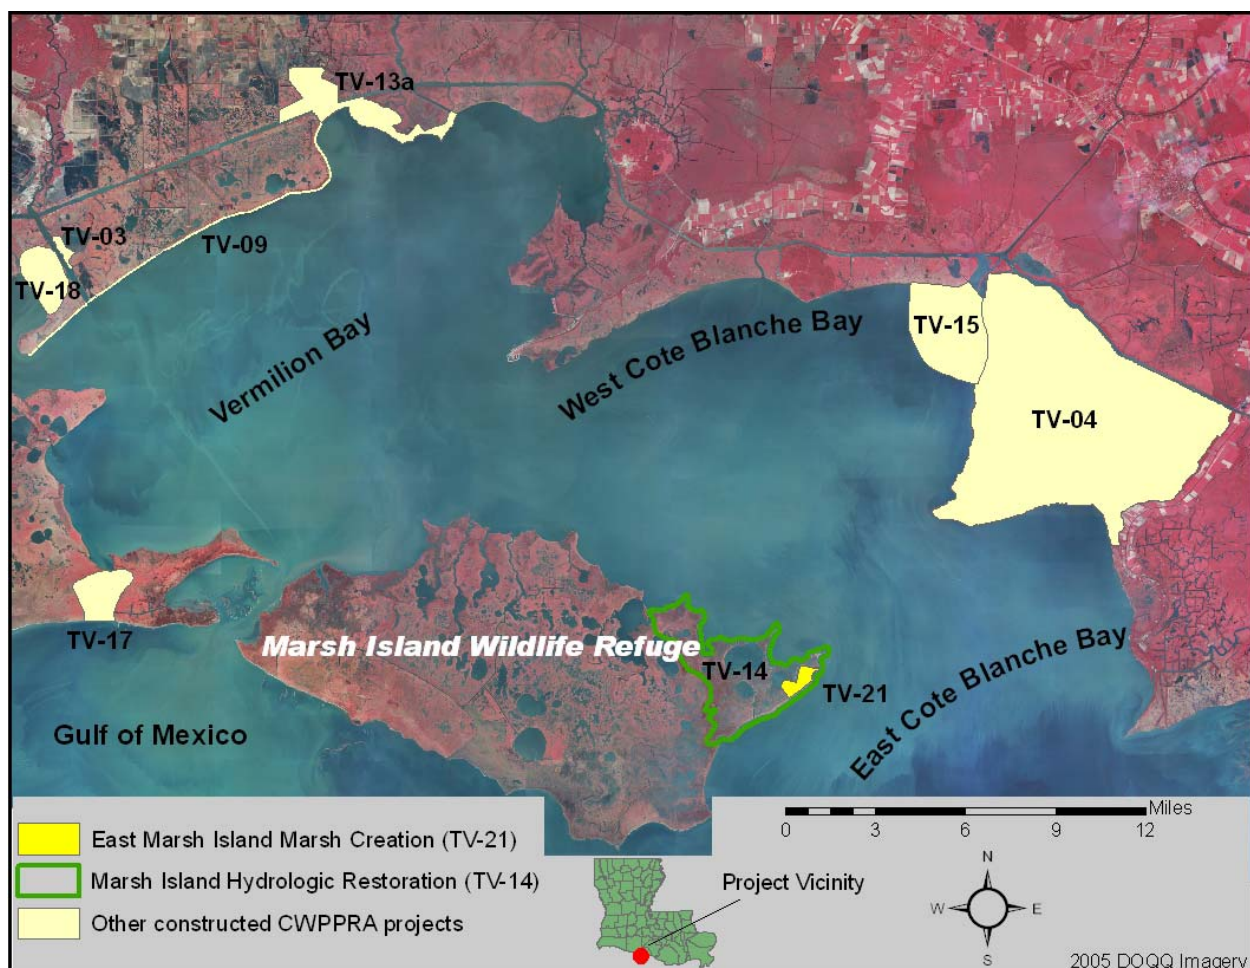 TV-13a
TV-03
TV-09
TV-18
Vermilion Bay
West Cote Blanche Bay
TV-15
TV-04
TV-17
Marsh Island Wildlife Refuge
TV-14
TV-21
East Cote Blanche Bay
Gulf of Mexico
Miles
0 3 6 9 12
East Marsh Island Marsh Creation (TV-21)
Marsh Island Hydrologic Restoration (TV-14)
Other constructed CWPPRA projects
Project Vicinity
N
W E
S
2005 DOQQ Imagery